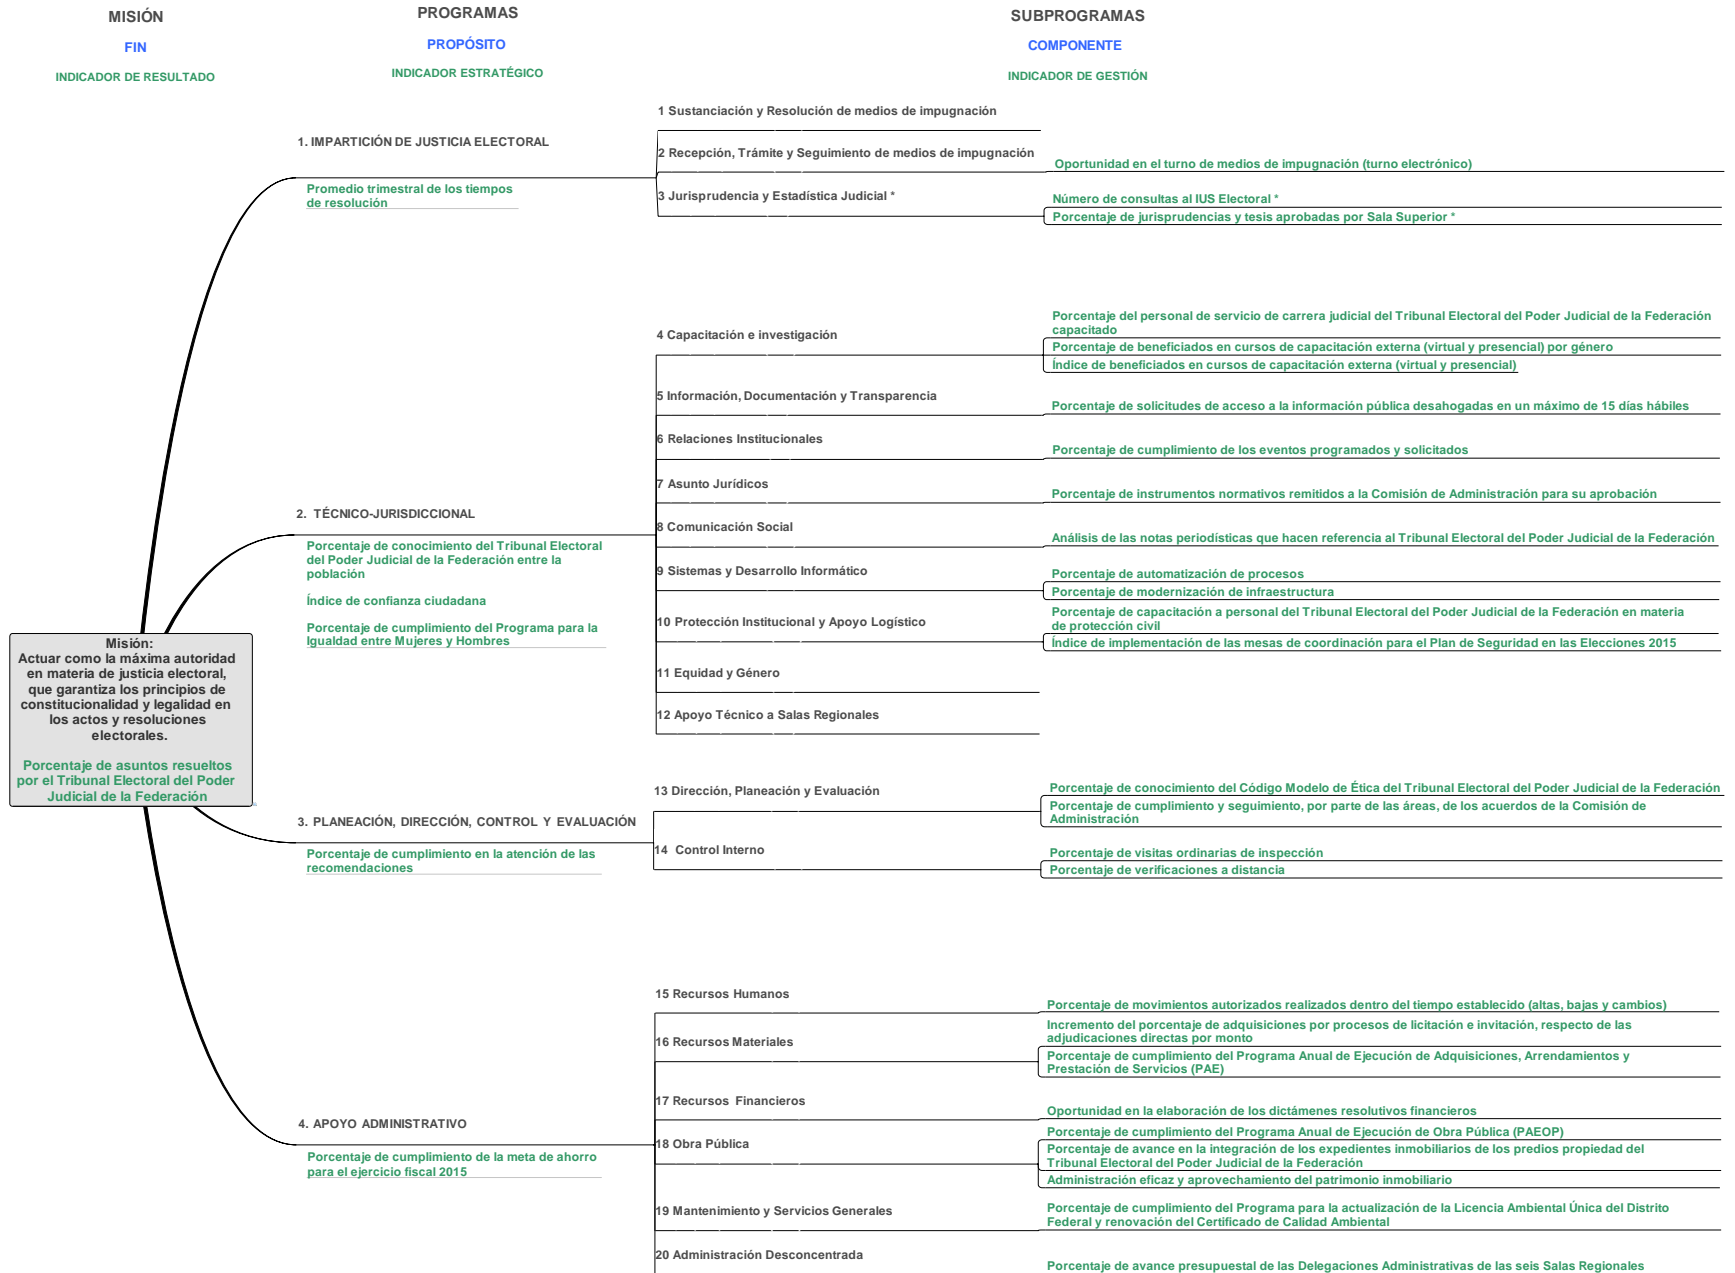 MISIÓN
FIN
INDICADOR DE RESULTADO
PROGRAMAS
PROPÓSITO
INDICADOR ESTRATÉGICO
SUBPROGRAMAS
COMPONENTE
INDICADOR DE GESTIÓN
Misión:
Actuar como la máxima autoridad
en materia de justicia electoral,
que garantiza los principios de
constitucionalidad y legalidad en
los actos y resoluciones
electorales.
Porcentaje de asuntos resueltos
por el Tribunal Electoral del Poder
Judicial de la Federación
1. IMPARTICIÓN DE JUSTICIA ELECTORAL
Promedio trimestral de los tiempos
de resolución
1 Sustanciación y Resolución de medios de impugnación
2 Recepción, Trámite y Seguimiento de medios de impugnación
Oportunidad en el turno de medios de impugnación (turno electrónico)
3 Jurisprudencia y Estadística Judicial *
Número de consultas al IUS Electoral *
Porcentaje de jurisprudencias y tesis aprobadas por Sala Superior *
2. TÉCNICO-JURISDICCIONAL
Porcentaje de conocimiento del Tribunal Electoral
del Poder Judicial de la Federación entre la
población
Índice de confianza ciudadana
Porcentaje de cumplimiento del Programa para la
Igualdad entre Mujeres y Hombres
4 Capacitación e investigación
Porcentaje del personal de servicio de carrera judicial del Tribunal Electoral del Poder Judicial de la Federación
capacitado
Porcentaje de beneficiados en cursos de capacitación externa (virtual y presencial) por género
Índice de beneficiados en cursos de capacitación externa (virtual y presencial)
5 Información, Documentación y Transparencia
Porcentaje de solicitudes de acceso a la información pública desahogadas en un máximo de 15 días hábiles
6 Relaciones Institucionales
Porcentaje de cumplimiento de los eventos programados y solicitados
7 Asunto Jurídicos
Porcentaje de instrumentos normativos remitidos a la Comisión de Administración para su aprobación
8 Comunicación Social
Análisis de las notas periodísticas que hacen referencia al Tribunal Electoral del Poder Judicial de la Federación
9 Sistemas y Desarrollo Informático
Porcentaje de automatización de procesos
Porcentaje de modernización de infraestructura
10 Protección Institucional y Apoyo Logístico
Porcentaje de capacitación a personal del Tribunal Electoral del Poder Judicial de la Federación en materia
de protección civil
Índice de implementación de las mesas de coordinación para el Plan de Seguridad en las Elecciones 2015
11 Equidad y Género
12 Apoyo Técnico a Salas Regionales
3. PLANEACIÓN, DIRECCIÓN, CONTROL Y EVALUACIÓN
Porcentaje de cumplimiento en la atención de las
recomendaciones
13 Dirección, Planeación y Evaluación
Porcentaje de conocimiento del Código Modelo de Ética del Tribunal Electoral del Poder Judicial de la Federación
Porcentaje de cumplimiento y seguimiento, por parte de las áreas, de los acuerdos de la Comisión de
Administración
14 Control Interno
Porcentaje de visitas ordinarias de inspección
Porcentaje de verificaciones a distancia
4. APOYO ADMINISTRATIVO
Porcentaje de cumplimiento de la meta de ahorro
para el ejercicio fiscal 2015
15 Recursos Humanos
Porcentaje de movimientos autorizados realizados dentro del tiempo establecido (altas, bajas y cambios)
16 Recursos Materiales
Incremento del porcentaje de adquisiciones por procesos de licitación e invitación, respecto de las
adjudicaciones directas por monto
Porcentaje de cumplimiento del Programa Anual de Ejecución de Adquisiciones, Arrendamientos y
Prestación de Servicios (PAE)
17 Recursos Financieros
Oportunidad en la elaboración de los dictámenes resolutivos financieros
18 Obra Pública
Porcentaje de cumplimiento del Programa Anual de Ejecución de Obra Pública (PAEOP)
Porcentaje de avance en la integración de los expedientes inmobiliarios de los predios propiedad del
Tribunal Electoral del Poder Judicial de la Federación
Administración eficaz y aprovechamiento del patrimonio inmobiliario
19 Mantenimiento y Servicios Generales
Porcentaje de cumplimiento del Programa para la actualización de la Licencia Ambiental Única del Distrito
Federal y renovación del Certificado de Calidad Ambiental
20 Administración Desconcentrada
Porcentaje de avance presupuestal de las Delegaciones Administrativas de las seis Salas Regionales